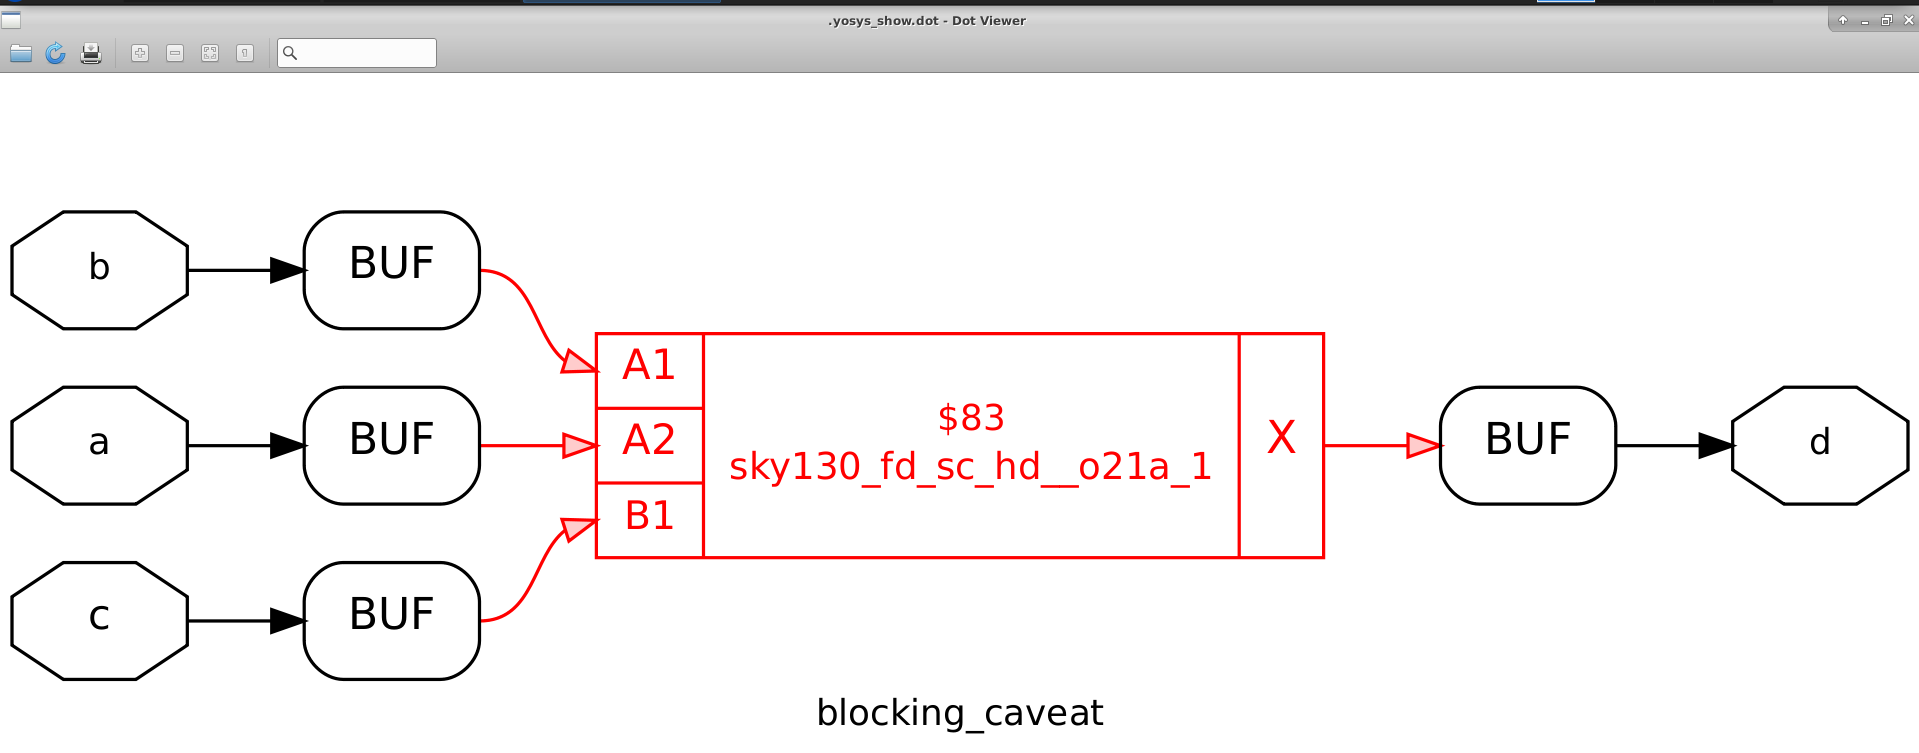 .yosys_show.dot - Dot Viewer
b
BUF
A1
a
BUF
A2
$83
sky130_fd_sc_hd__o21a_1
X
BUF
d
B1
c
BUF
blocking_caveat